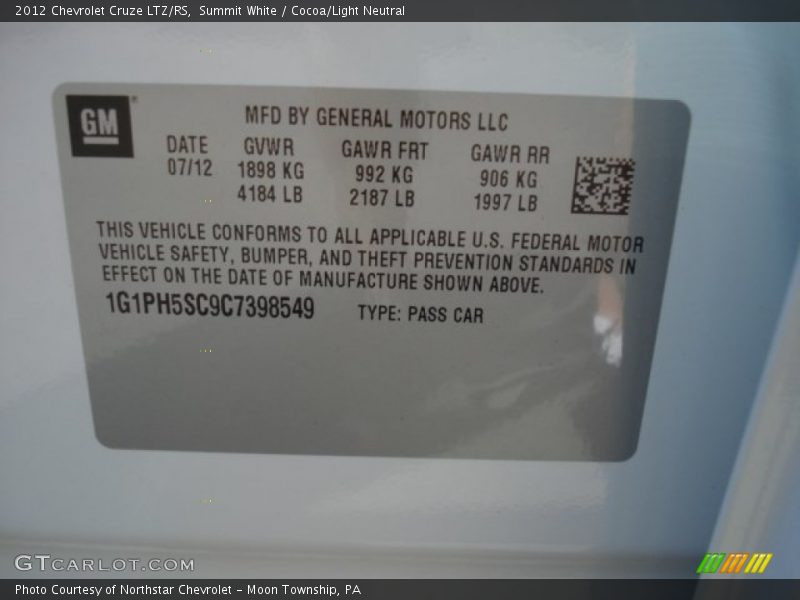 2012 Chevrolet Cruze LTZ/RS, Summit White / Cocoa/Light Neutral
GM
MFD BY GENERAL MOTORS LLC
DATE GVWR GAWR FRT GAWR RR
07/12 1898 KG 992 KG 906 KG
4184 LB 2187 LB 1997 LB
THIS VEHICLE CONFORMS TO ALL APPLICABLE U.S. FEDERAL MOTOR
VEHICLE SAFETY, BUMPER, AND THEFT PREVENTION STANDARDS IN
EFFECT ON THE DATE OF MANUFACTURE SHOWN ABOVE.
1G1PH5SC9C7398549 TYPE: PASS CAR
GTCARLOT.COM
Photo Courtesy of Northstar Chevrolet - Moon Township, PA